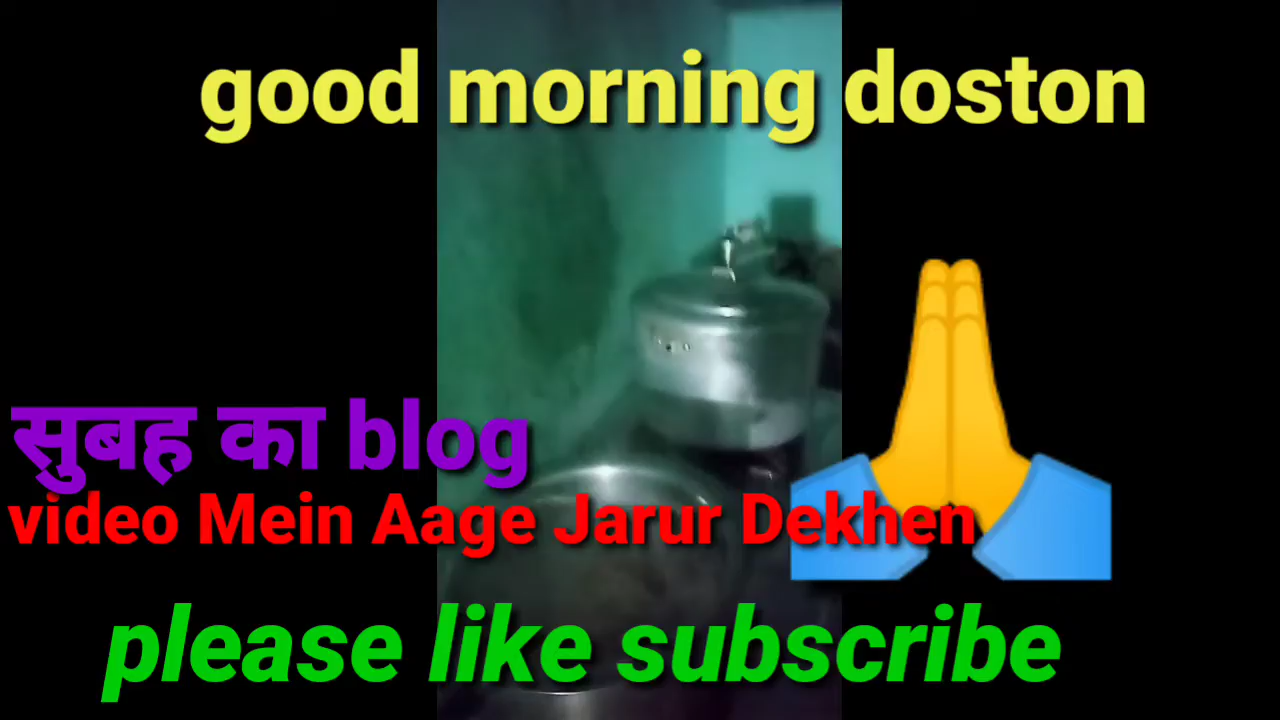 good morning doston
सुबह का blog
video Mein Aage Jarur Dekhen
please like subscribe